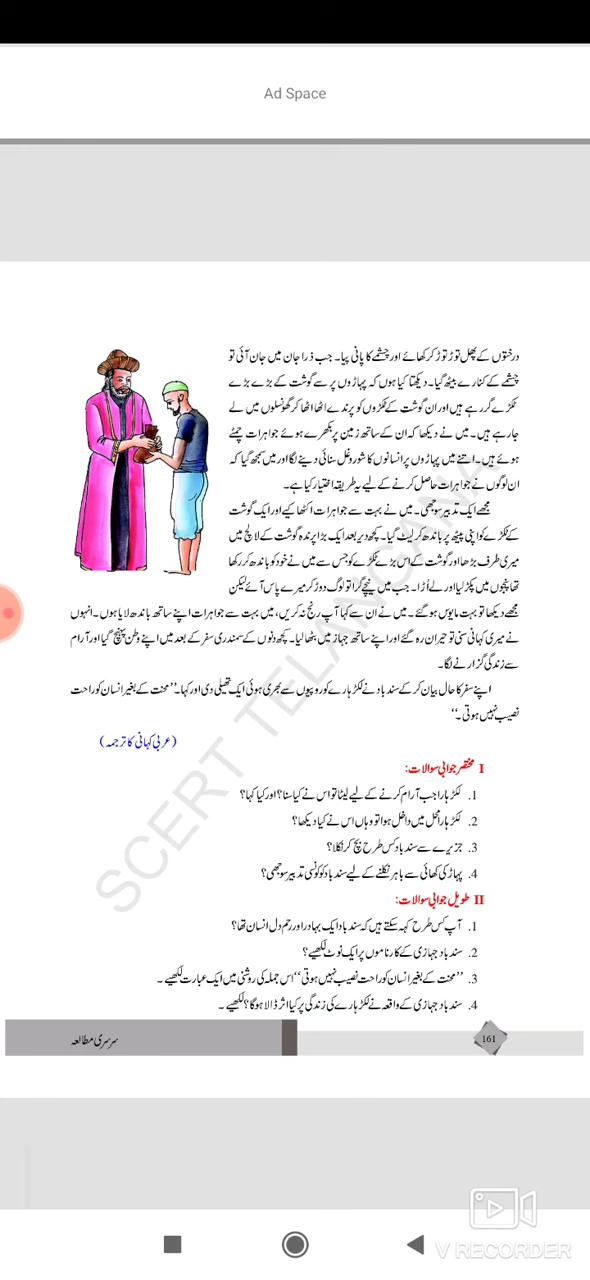 Ad Space
درختوں کے پھل توڑ توڑ کر کھائے اور چشمے کا پانی پیا۔ جب ذرا جان میں جان آئی تو
چشمے کے کنارے بیٹھ گیا۔ دیکھتا کیا ہوں کہ پہاڑوں پر سے گوشت کے بڑے بڑے
ٹکڑے گر رہے ہیں اور ان گوشت کے ٹکڑوں کو پرندے اٹھا اٹھا کر گھونسلوں میں لے
جا رہے ہیں۔ میں نے دیکھا کہ ان کے ساتھ زمین پر بکھرے ہوئے جواہرات چمٹے
ہوئے ہیں۔ اتنے میں پہاڑوں پر انسانوں کا شور و غل سنائی دینے لگا اور میں سمجھ گیا کہ
ان لوگوں نے جواہرات حاصل کرنے کے لیے یہ طریقہ اختیار کیا ہے۔
مجھے ایک تدبیر سوجھی۔ میں نے بہت سے جواہرات اکٹھا کیے اور ایک گوشت
کے ٹکڑے کو اپنی پیٹھ پر باندھ کر لیٹ گیا۔ کچھ دیر بعد ایک بڑا پرندہ گوشت کے لالچ میں
میری طرف بڑھا اور گوشت کے اس بڑے ٹکڑے کو جس سے میں نے خود کو باندھ کر رکھا
تھا پنجوں میں پکڑ لیا اور لے اُڑا۔ جب میں نیچے گرا تو لوگ دوڑ کر میرے پاس آئے لیکن
مجھے دیکھا تو بہت مایوس ہو گئے۔ میں نے ان سے کہا آپ رنج نہ کریں، میں بہت سے جواہرات اپنے ساتھ باندھ لایا ہوں۔ انہوں
نے میری کہانی سنی تو حیران رہ گئے اور اپنے ساتھ جہاز میں بٹھا لیا۔ کچھ دنوں کے سمندری سفر کے بعد میں اپنے وطن پہنچ گیا اور آرام
سے زندگی گزارنے لگا۔
اپنے سفر کا حال بیان کر کے سندباد نے لکڑہارے کو روپیوں سے بھری ہوئی ایک تھیلی دی اور کہا۔ ”محنت کے بغیر انسان کو راحت
نصیب نہیں ہوتی۔“
(عربی کہانی کا ترجمہ)
I مختصر جوابی سوالات:
1. لکڑہارا جب آرام کرنے کے لیے لیٹا تو اس نے کیا سنا؟ اور کیا کہا؟
2. لکڑہارا محل میں داخل ہوا تو وہاں اس نے کیا دیکھا؟
3. جزیرے سے سندباد کس طرح بچ کر نکلا؟
4. پہاڑ کی کھائی سے باہر نکلنے کے لیے سندباد کو کونسی تدبیر سوجھی؟
II طویل جوابی سوالات:
1. آپ کس طرح کہہ سکتے ہیں کہ سندباد ایک بہادر اور رحم دل انسان تھا؟
2. سندباد جہازی کے کارناموں پر ایک نوٹ لکھیے؟
3. ”محنت کے بغیر انسان کو راحت نصیب نہیں ہوتی“ اس جملہ کی روشنی میں ایک عبارت لکھیے۔
4. سندباد جہازی کے واقعہ نے لکڑہارے کی زندگی پر کیا اثر ڈالا ہوگا؟ لکھیے۔
SCERT TELANGANA
161
سرسری مطالعہ
V RECORDER